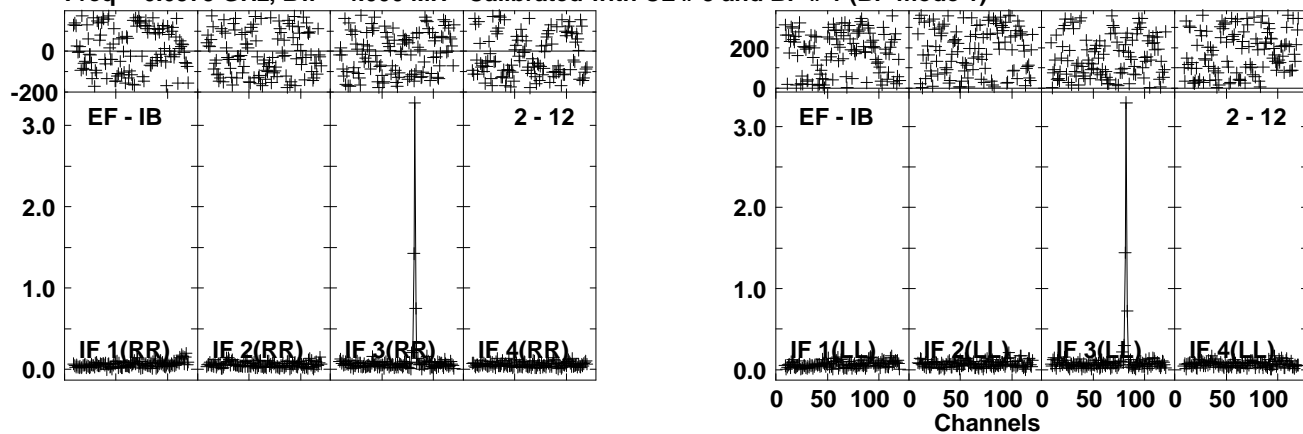 0
-200
EF - IB
2 - 12
3.0
2.0
1.0
0.0
IF 1(RR) IF 2(RR) IF 3(RR) IF 4(RR)
200
0
EF - IB
2 - 12
3.0
2.0
1.0
0.0
IF 1(LL) IF 2(LL) IF 3(LL) IF 4(LL)
0 50 100 0 50 100 0 50 100 0 50 100
Channels